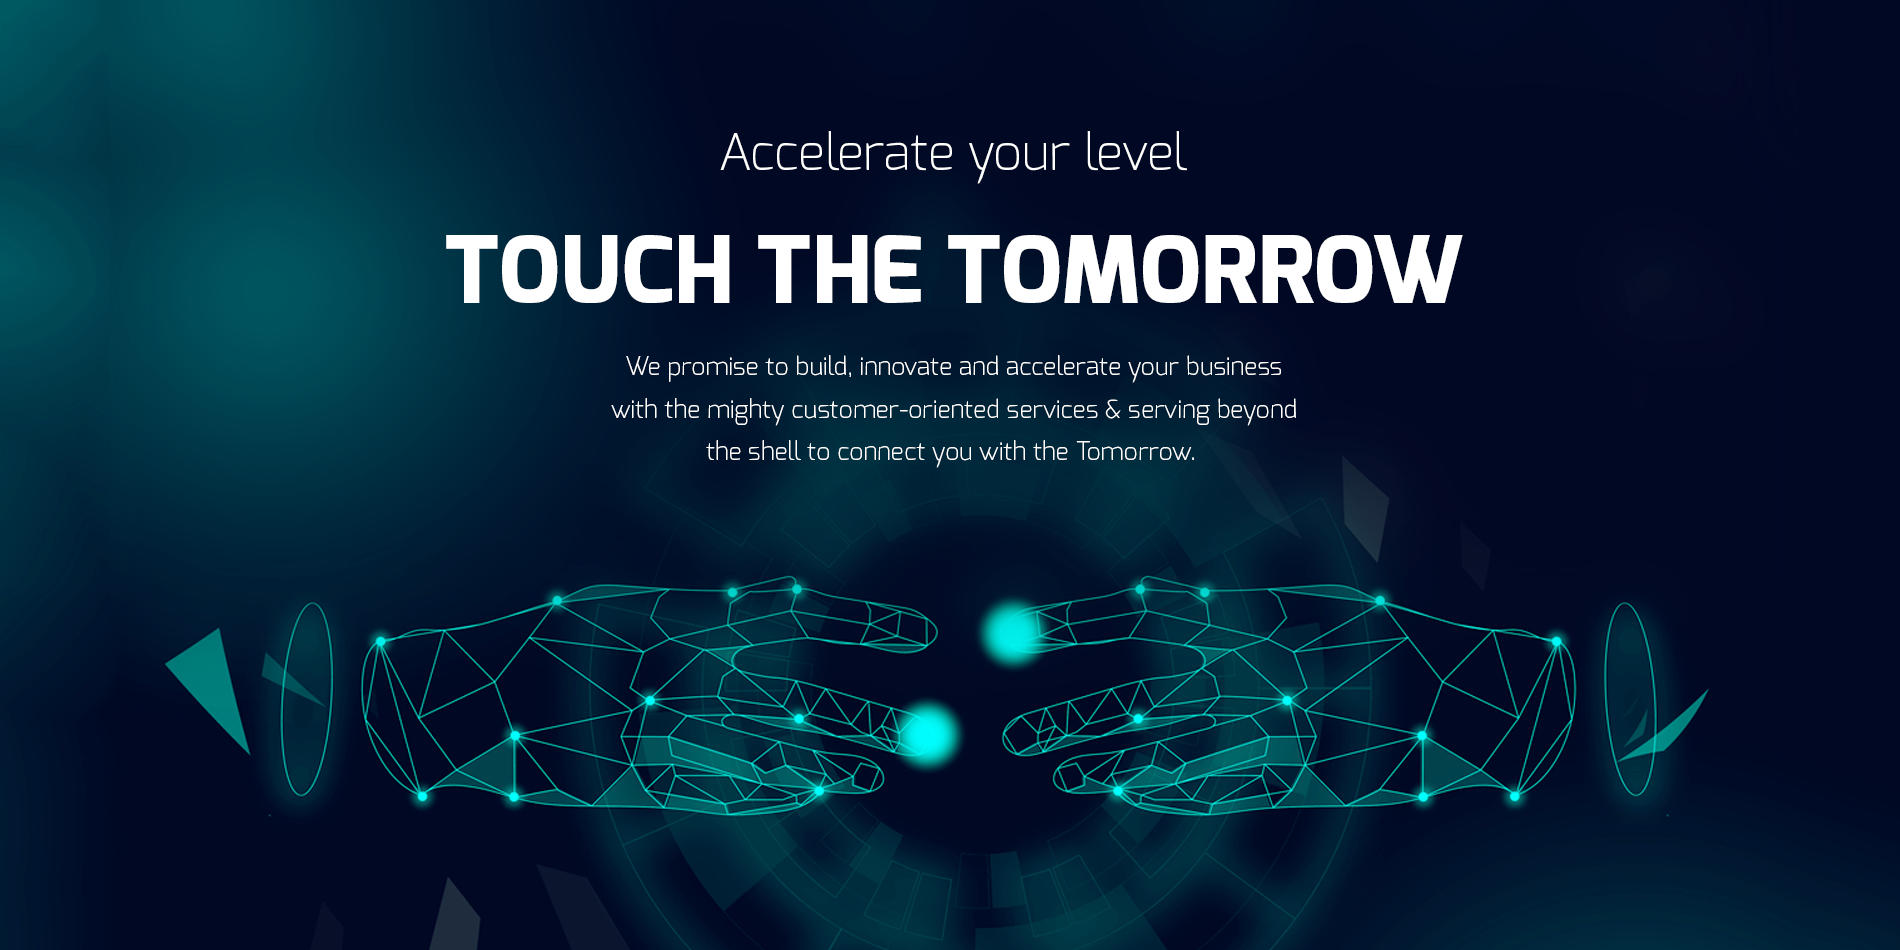 Accelerate your level
TOUCH THE TOMORROW
We promise to build, innovate and accelerate your business
with the mighty customer-oriented services & serving beyond
the shell to connect you with the Tomorrow.